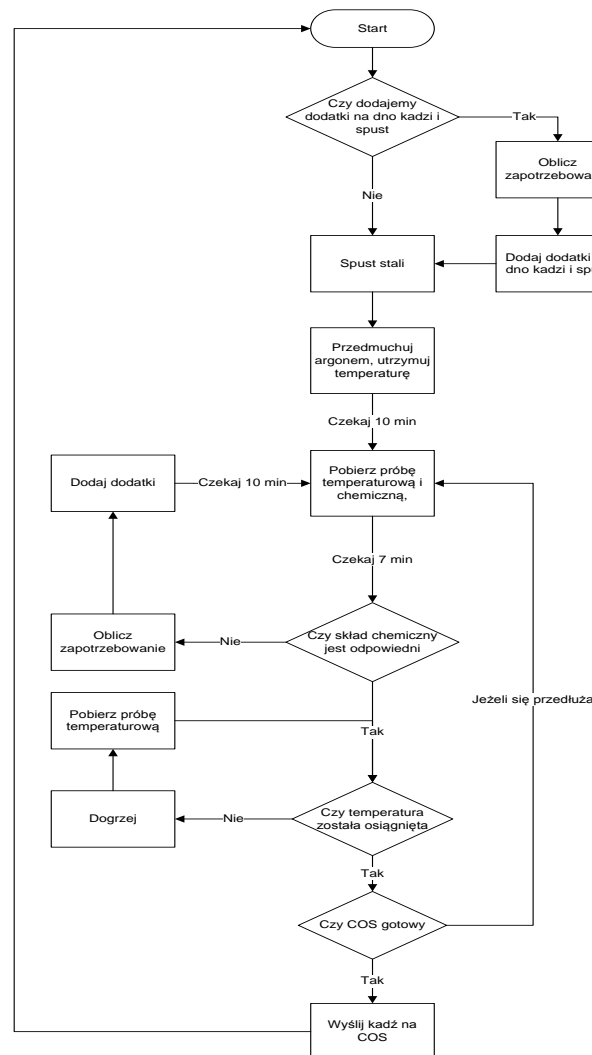 Start
Czy dodajemy
dodatki na dno kadzi i
spust
Tak
Oblicz
Nie
Spust stali
Dodaj dodatki
dno kadzi i
Przedmuchuj
argonem, utrzymuj
temperaturę
Czekaj 10 min
Dodaj dodatki
Czekaj 10 min
Pobierz próbę
temperaturową i
chemiczną,
Czekaj 7 min
Oblicz
zapotrzebowanie
Nie
Czy skład chemiczny
jest odpowiedni
Jeżeli się przedłuża
Pobierz próbę
temperaturową
Tak
Dogrzej
Nie
Czy temperatura
została osiągnięta
Tak
Czy COS gotowy
Tak
Wyślij kadź na
COS